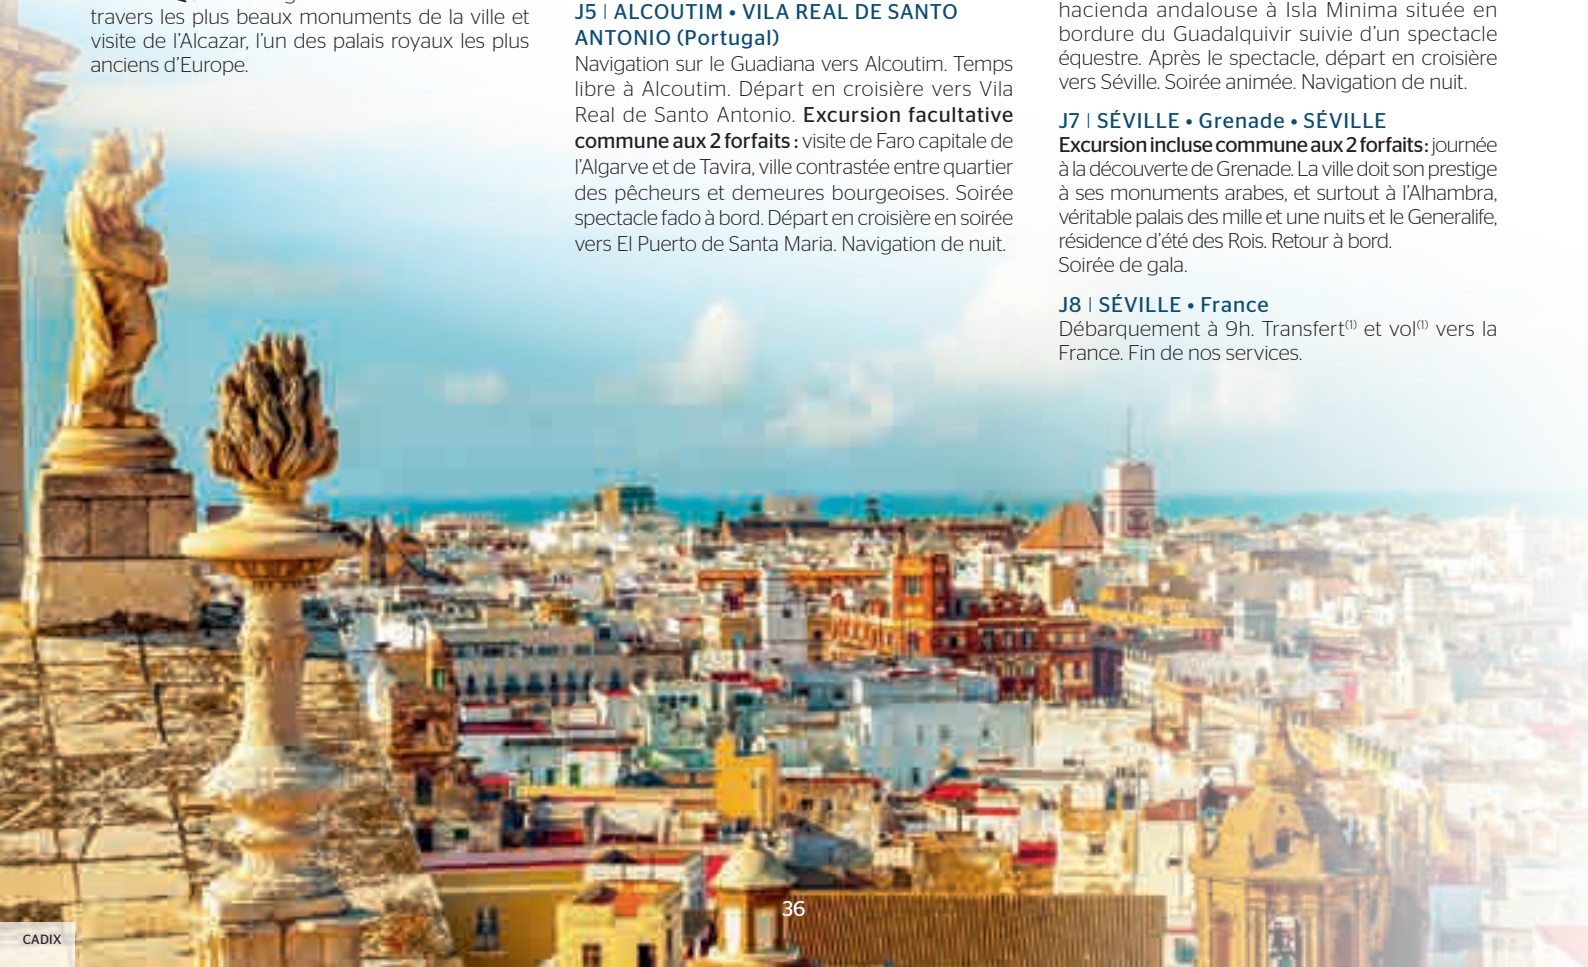 travers les plus beaux monuments de la ville et
visite de l’Alcazar, l’un des palais royaux les plus
anciens d’Europe.
J5 | ALCOUTIM • VILA REAL DE SANTO
ANTONIO (Portugal)
Navigation sur le Guadiana vers Alcoutim. Temps
libre à Alcoutim. Départ en croisière vers Vila
Real de Santo Antonio. Excursion facultative
commune aux 2 forfaits : visite de Faro capitale de
l’Algarve et de Tavira, ville contrastée entre quartier
des pêcheurs et demeures bourgeoises. Soirée
spectacle fado à bord. Départ en croisière en soirée
vers El Puerto de Santa Maria. Navigation de nuit.
hacienda andalouse à Isla Minima située en
bordure du Guadalquivir suivie d’un spectacle
équestre. Après le spectacle, départ en croisière
vers Séville. Soirée animée. Navigation de nuit.
J7 | SÉVILLE • Grenade • SÉVILLE
Excursion incluse commune aux 2 forfaits : journée
à la découverte de Grenade. La ville doit son prestige
à ses monuments arabes, et surtout à l’Alhambra,
véritable palais des mille et une nuits et le Generalife,
résidence d’été des Rois. Retour à bord.
Soirée de gala.
J8 | SÉVILLE • France
Débarquement à 9h. Transfert(1) et vol(1) vers la
France. Fin de nos services.
36
CADIX